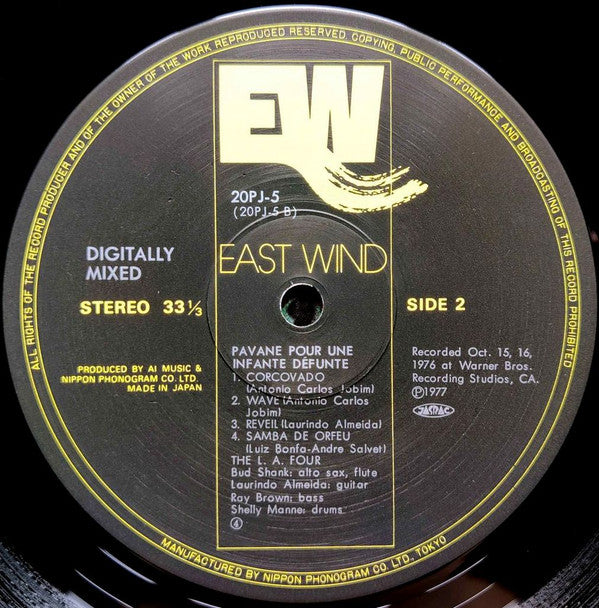 ALL RIGHTS OF THE RECORD PRODUCER AND OF THE OWNER OF THE WORK REPRODUCED RESERVED. COPYING, PUBLIC PERFORMANCE AND BROADCASTING OF THIS RECORD PROHIBITED
EW
20PJ-5
(20PJ-5 B)
DIGITALLY
MIXED
EAST WIND
STEREO 33 1/3
SIDE 2
PAVANE POUR UNE
INFANTE DÉFUNTE
1. CORCOVADO
(Antonio Carlos Jobim)
2. WAVE (Antonio Carlos
Jobim)
3. REVEIL (Laurindo Almeida)
4. SAMBA DE ORFEU
(Luiz Bonfa-Andre Salvet)
THE L. A. FOUR
Bud Shank: alto sax, flute
Laurindo Almeida: guitar
Ray Brown: bass
Shelly Manne: drums
④
PRODUCED BY AI MUSIC &
NIPPON PHONOGRAM CO. LTD.
MADE IN JAPAN
Recorded Oct. 15, 16,
1976 at Warner Bros.
Recording Studios, CA.
Ⓟ1977
JASRAC
MANUFACTURED BY NIPPON PHONOGRAM CO. LTD., TOKYO